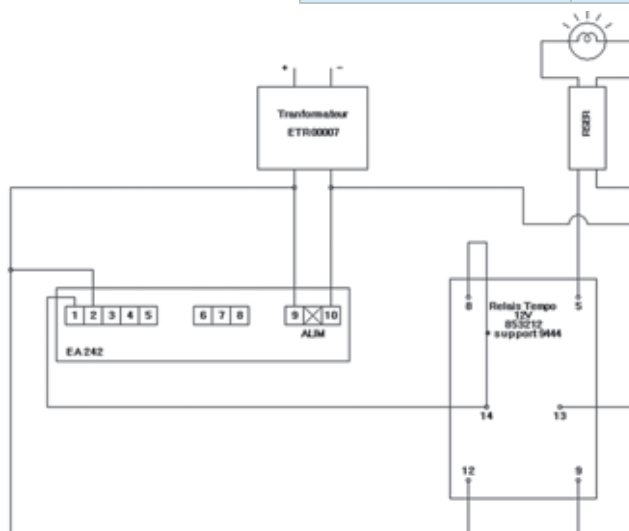 + −
Tranformateur
ETR00007
RSER
1 2 3 4 5 6 7 8 9 10
ALIM
EA 242
8 Relais Tempo 5
12V
853212
support 9444
14 13
12 9